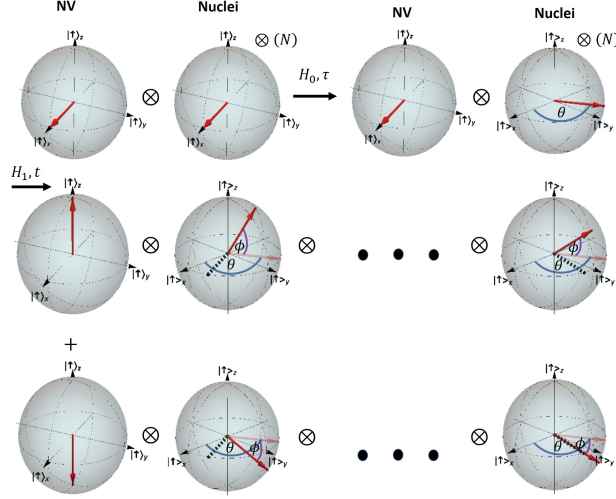 NV Nuclei NV Nuclei
|↑⟩z |↑⟩z ⊗ (N) |↑⟩z |↑⟩z ⊗ (N)
⊗ H₀, τ ⊗ θ
|↑⟩x |↑⟩y |↑⟩x |↑⟩y |↑⟩x |↑⟩y |↑>x |↑>y
H₁, t |↑⟩z |↑>z |↑>z
⊗ ϕ ⊗ • • • ⊗ ϕ
θ θ
|↑⟩x |↑⟩y |↑>x |↑>y |↑>x |↑>y
+
|↑⟩z |↑>z |↑>z
⊗ θ ϕ ⊗ • • • ⊗ θ ϕ
|↑⟩x |↑⟩y |↑>x |↑>y |↑>x |↑>y